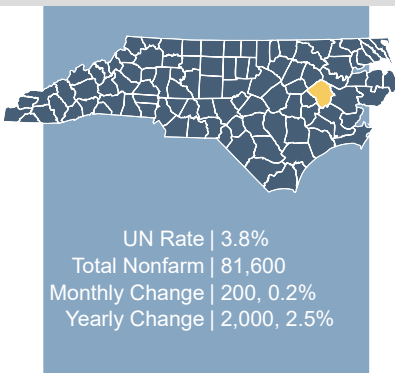 UN Rate | 3.8%
Total Nonfarm | 81,600
Monthly Change | 200, 0.2%
Yearly Change | 2,000, 2.5%